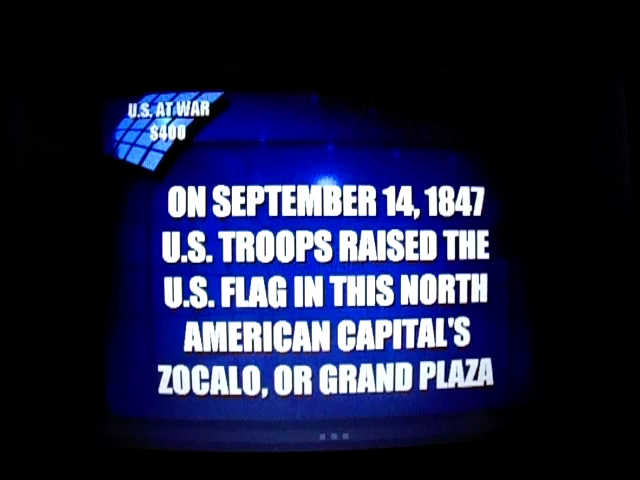 U.S. AT WAR
$400
ON SEPTEMBER 14, 1847
U.S. TROOPS RAISED THE
U.S. FLAG IN THIS NORTH
AMERICAN CAPITAL'S
ZOCALO, OR GRAND PLAZA